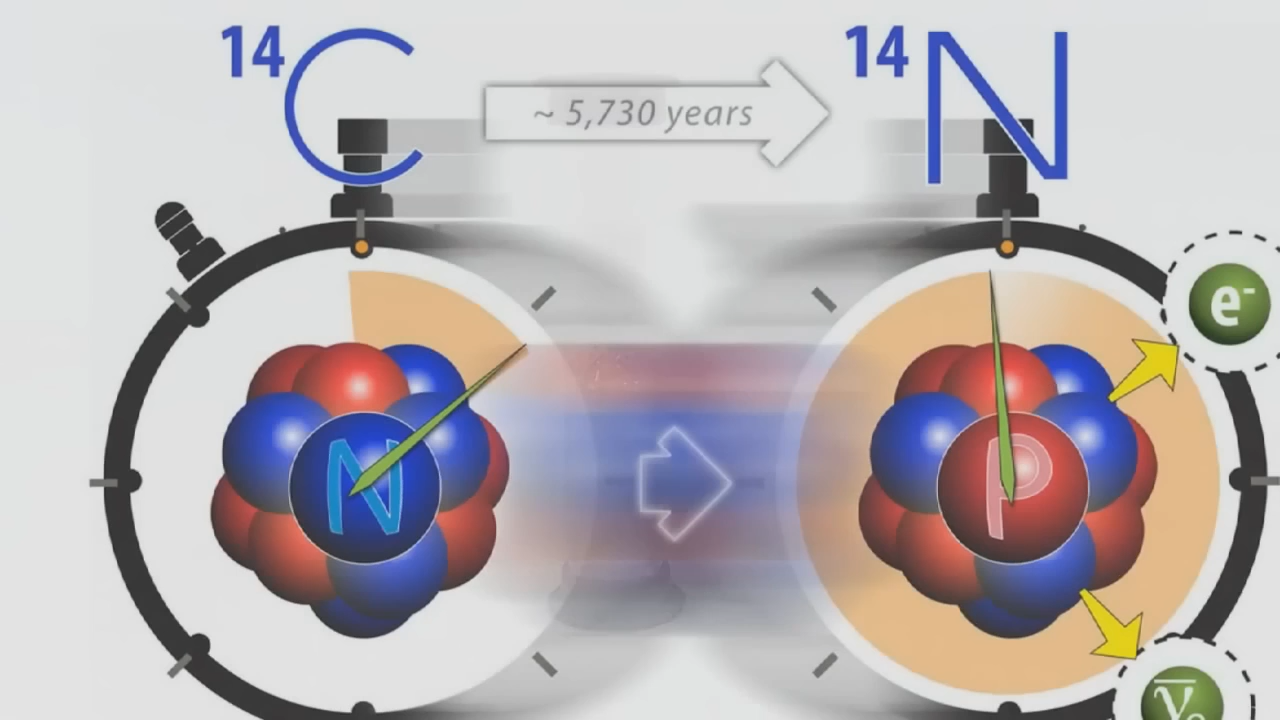 14C
~ 5,730 years
14N
e-
N
P
ν̅e